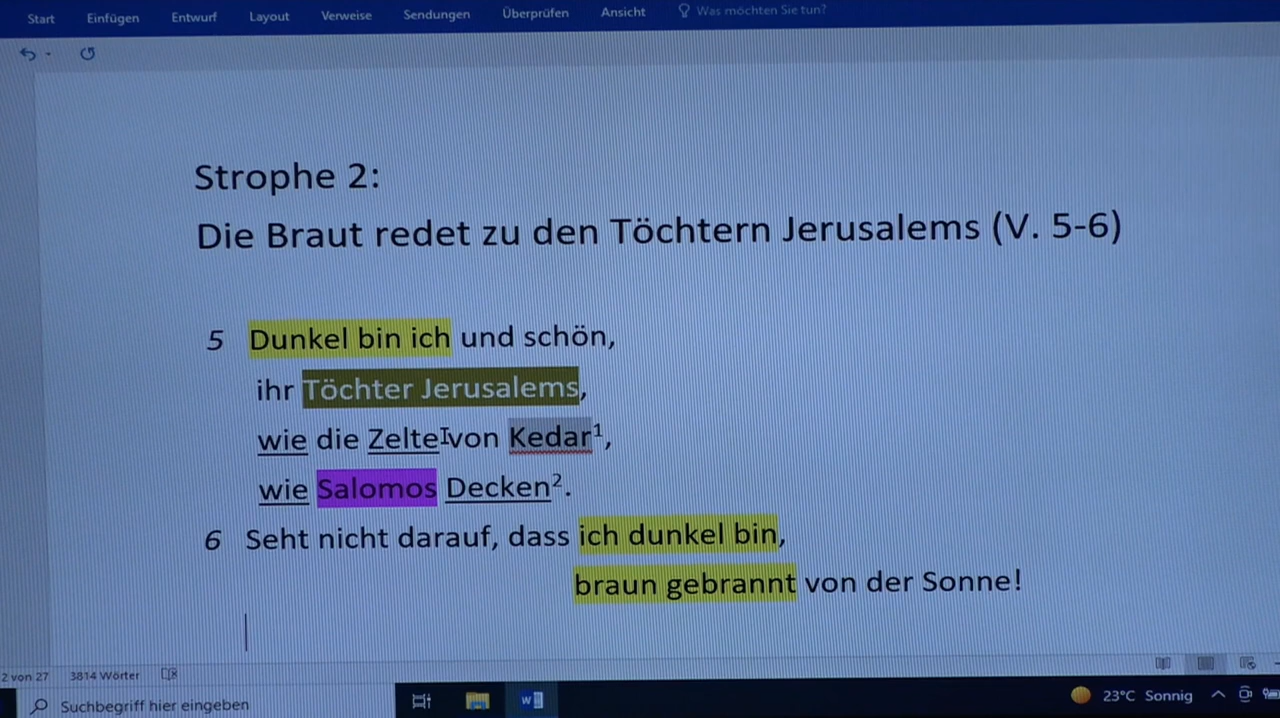 Start Einfügen Entwurf Layout Verweise Sendungen Überprüfen Ansicht Was möchten Sie tun?
Strophe 2:
Die Braut redet zu den Töchtern Jerusalems (V. 5-6)
5 Dunkel bin ich und schön,
ihr Töchter Jerusalems,
wie die Zelte von Kedar¹,
wie Salomos Decken².
6 Seht nicht darauf, dass ich dunkel bin,
braun gebrannt von der Sonne!
2 von 27 3814 Wörter
Suchbegriff hier eingeben W 23°C Sonnig